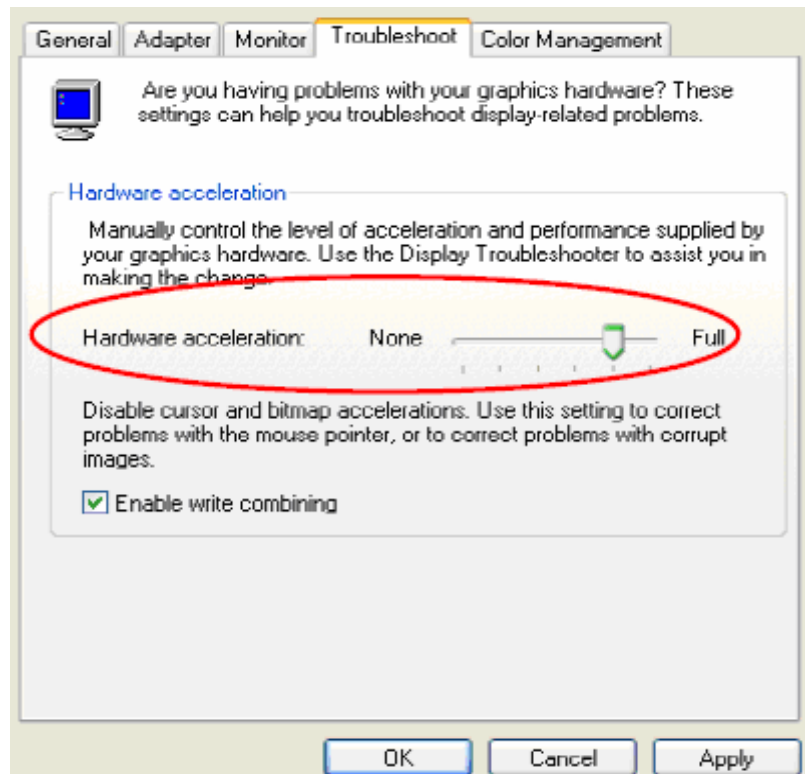 General Adapter Monitor Troubleshoot Color Management
Are you having problems with your graphics hardware? These
settings can help you troubleshoot display-related problems.
Hardware acceleration
Manually control the level of acceleration and performance supplied by
your graphics hardware. Use the Display Troubleshooter to assist you in
making the change.
Hardware acceleration: None Full
Disable cursor and bitmap accelerations. Use this setting to correct
problems with the mouse pointer, or to correct problems with corrupt
images.
Enable write combining
OK Cancel Apply